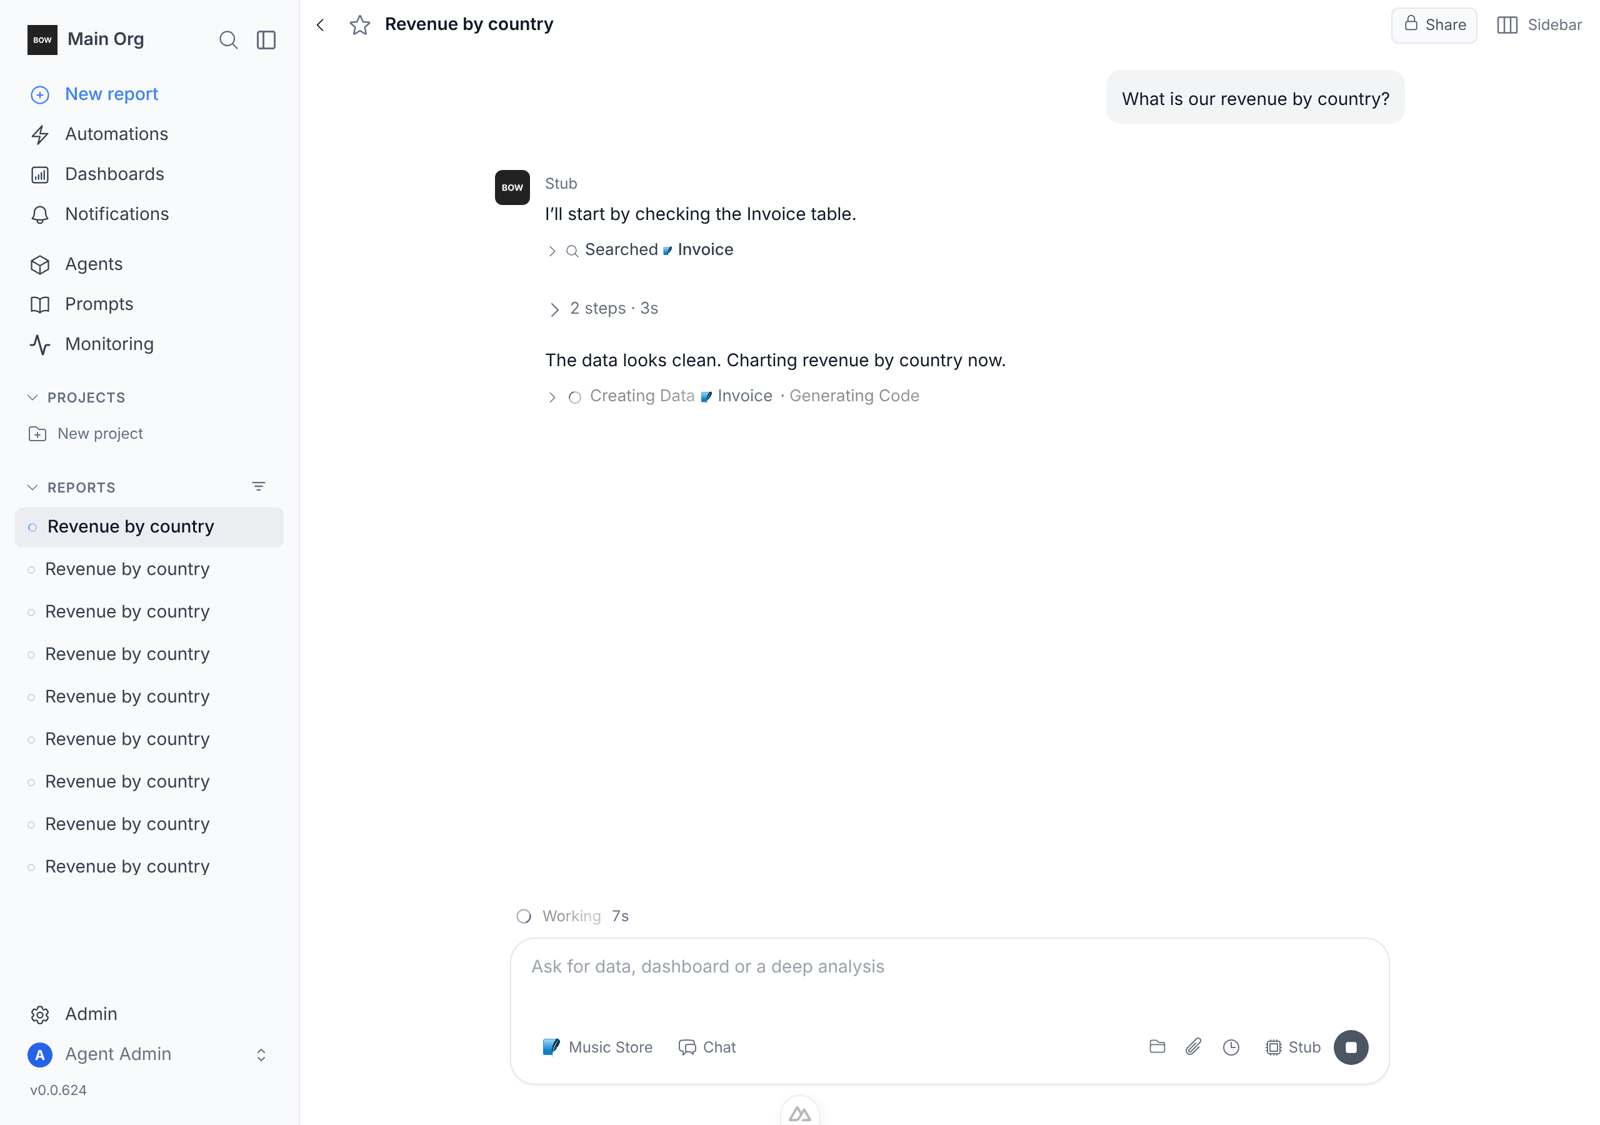 BOW Main Org
New report
Automations
Dashboards
Notifications
Agents
Prompts
Monitoring
PROJECTS
New project
REPORTS
Revenue by country
Revenue by country
Revenue by country
Revenue by country
Revenue by country
Revenue by country
Revenue by country
Revenue by country
Revenue by country
Admin
A Agent Admin
v0.0.624
Revenue by country
Share
Sidebar
What is our revenue by country?
BOW Stub
I’ll start by checking the Invoice table.
Searched Invoice
2 steps · 3s
The data looks clean. Charting revenue by country now.
Creating Data Invoice · Generating Code
Working 7s
Ask for data, dashboard or a deep analysis
Music Store Chat Stub